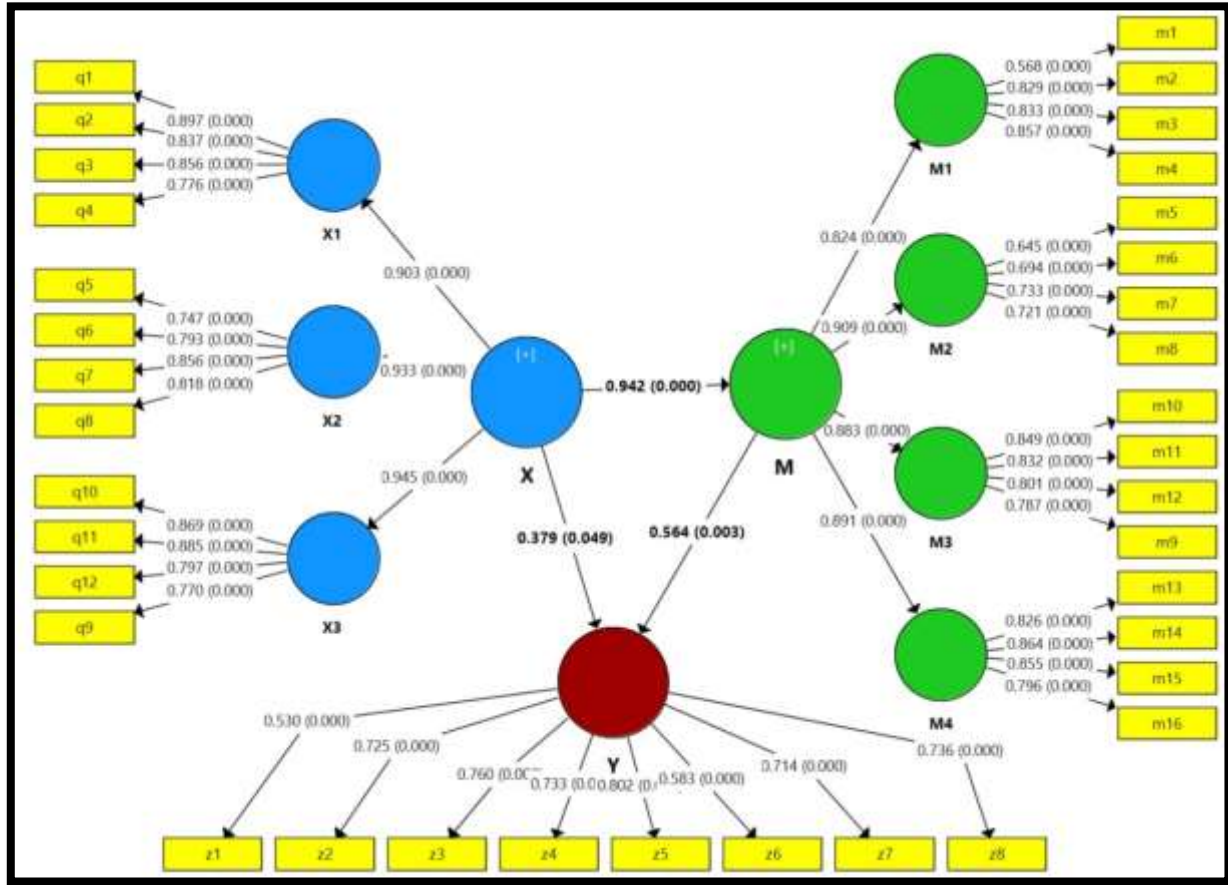 q1
q2
q3
q4
0.897 (0.000)
0.837 (0.000)
0.856 (0.000)
0.776 (0.000)
X1
0.903 (0.000)
q5
q6
q7
q8
0.747 (0.000)
0.793 (0.000)
0.856 (0.000)
0.818 (0.000)
X2
0.933 (0.000)
q10
q11
q12
q9
0.869 (0.000)
0.885 (0.000)
0.797 (0.000)
0.770 (0.000)
X3
0.945 (0.000)
[+]
X
0.942 (0.000)
[+]
M
0.379 (0.049)
0.564 (0.003)
0.824 (0.000)
0.909 (0.000)
0.883 (0.000)
0.891 (0.000)
M1
0.568 (0.000)
0.829 (0.000)
0.833 (0.000)
0.857 (0.000)
m1
m2
m3
m4
M2
0.645 (0.000)
0.694 (0.000)
0.733 (0.000)
0.721 (0.000)
m5
m6
m7
m8
M3
0.849 (0.000)
0.832 (0.000)
0.801 (0.000)
0.787 (0.000)
m10
m11
m12
m9
M4
0.826 (0.000)
0.864 (0.000)
0.855 (0.000)
0.796 (0.000)
m13
m14
m15
m16
Y
0.530 (0.000)
0.725 (0.000)
0.760
0.733
0.802
0.583 (0.000)
0.714 (0.000)
0.736 (0.000)
z1
z2
z3
z4
z5
z6
z7
z8